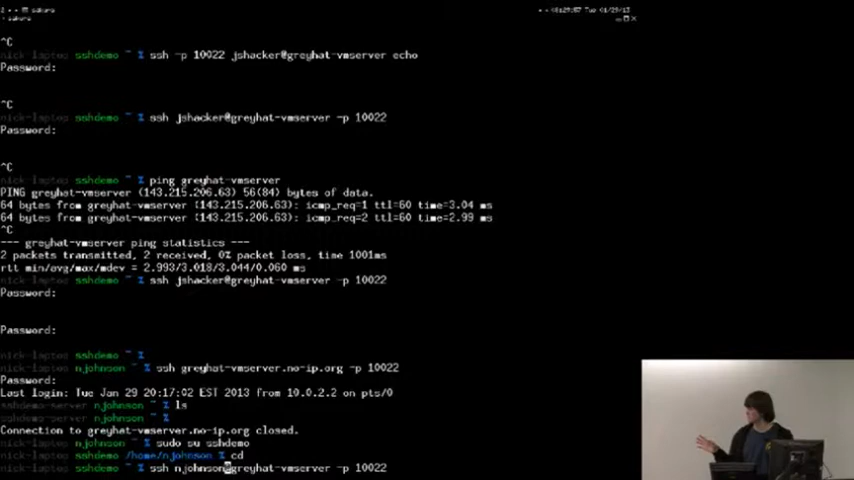 ^C
nick-laptop sshdemo ~ % ssh -p 10022 jshacker@greyhat-vmserver echo
Password:
^C
nick-laptop sshdemo ~ % ssh jshacker@greyhat-vmserver -p 10022
Password:
^C
nick-laptop sshdemo ~ % ping greyhat-vmserver
PING greyhat-vmserver (143.215.206.63) 56(84) bytes of data.
64 bytes from greyhat-vmserver (143.215.206.63): icmp_req=1 ttl=60 time=3.04 ms
64 bytes from greyhat-vmserver (143.215.206.63): icmp_req=2 ttl=60 time=2.99 ms
^C
--- greyhat-vmserver ping statistics ---
2 packets transmitted, 2 received, 0% packet loss, time 1001ms
rtt min/avg/max/mdev = 2.993/3.018/3.044/0.060 ms
nick-laptop sshdemo ~ % ssh jshacker@greyhat-vmserver -p 10022
Password:
Password:
nick-laptop sshdemo ~ %
nick-laptop njohnson ~ % ssh greyhat-vmserver.no-ip.org -p 10022
Password:
Last login: Tue Jan 29 20:17:02 EST 2013 from 10.0.2.2 on pts/0
sshdemo-server njohnson ~ % ls
sshdemo-server njohnson ~ %
Connection to greyhat-vmserver.no-ip.org closed.
nick-laptop njohnson ~ % sudo su sshdemo
nick-laptop sshdemo /home/njohnson % cd
nick-laptop sshdemo ~ % ssh njohnson@greyhat-vmserver -p 10022